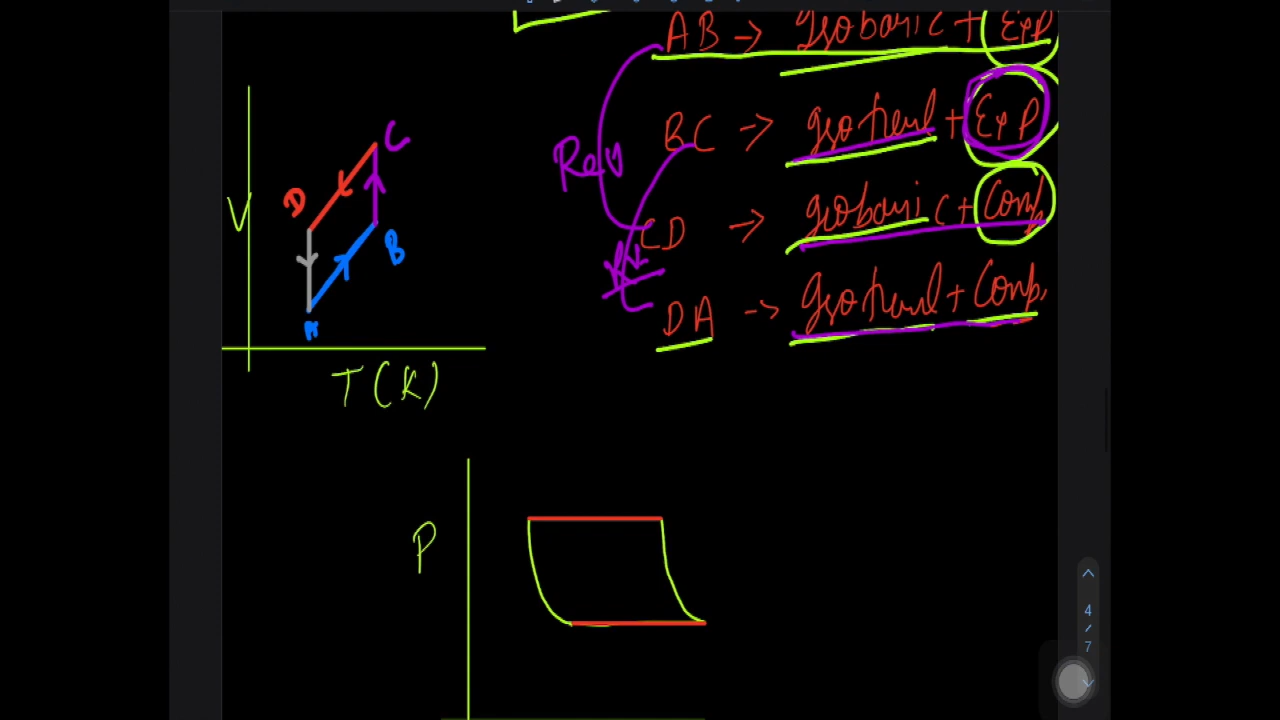 AB → Isobaric + Exp
BC → Isothermal + Exp
CD → Isobaric + Comp
DA → Isothermal + Comp.
Rev
C
D
V
B
A
T(K)
P
4
/
7